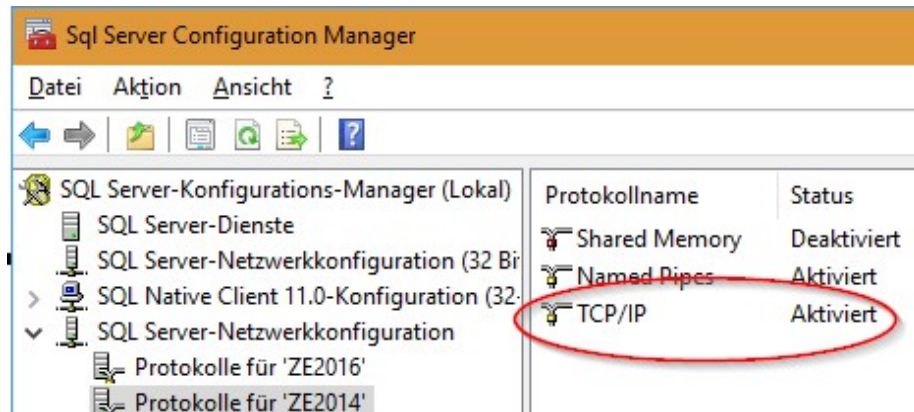 Sql Server Configuration Manager
Datei Aktion Ansicht ?
?
SQL Server-Konfigurations-Manager (Lokal)
SQL Server-Dienste
SQL Server-Netzwerkkonfiguration (32 Bi
SQL Native Client 11.0-Konfiguration (32-
SQL Server-Netzwerkkonfiguration
Protokolle für 'ZE2016'
Protokolle für 'ZE2014'
Protokollname Status
Shared Memory Deaktiviert
Named Pipes Aktiviert
TCP/IP Aktiviert